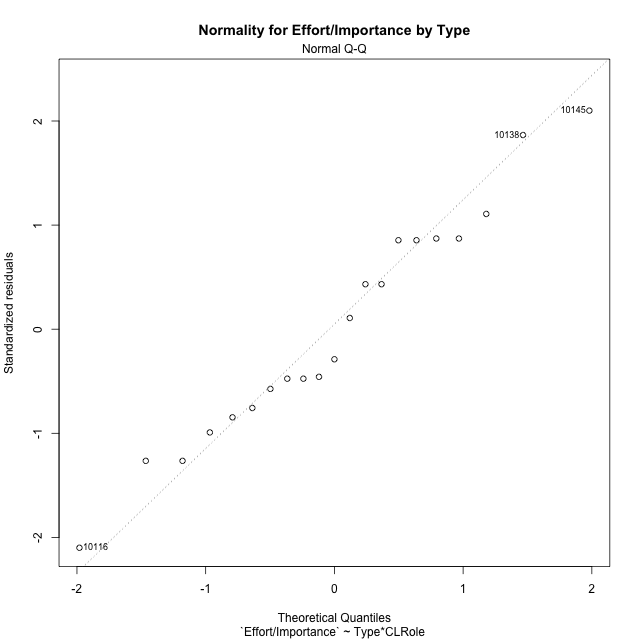 Normality for Effort/Importance by Type
Normal Q-Q
Standardized residuals
2
1
0
-1
-2
10145
10138
10116
-2 -1 0 1 2
Theoretical Quantiles
`Effort/Importance` ~ Type*CLRole